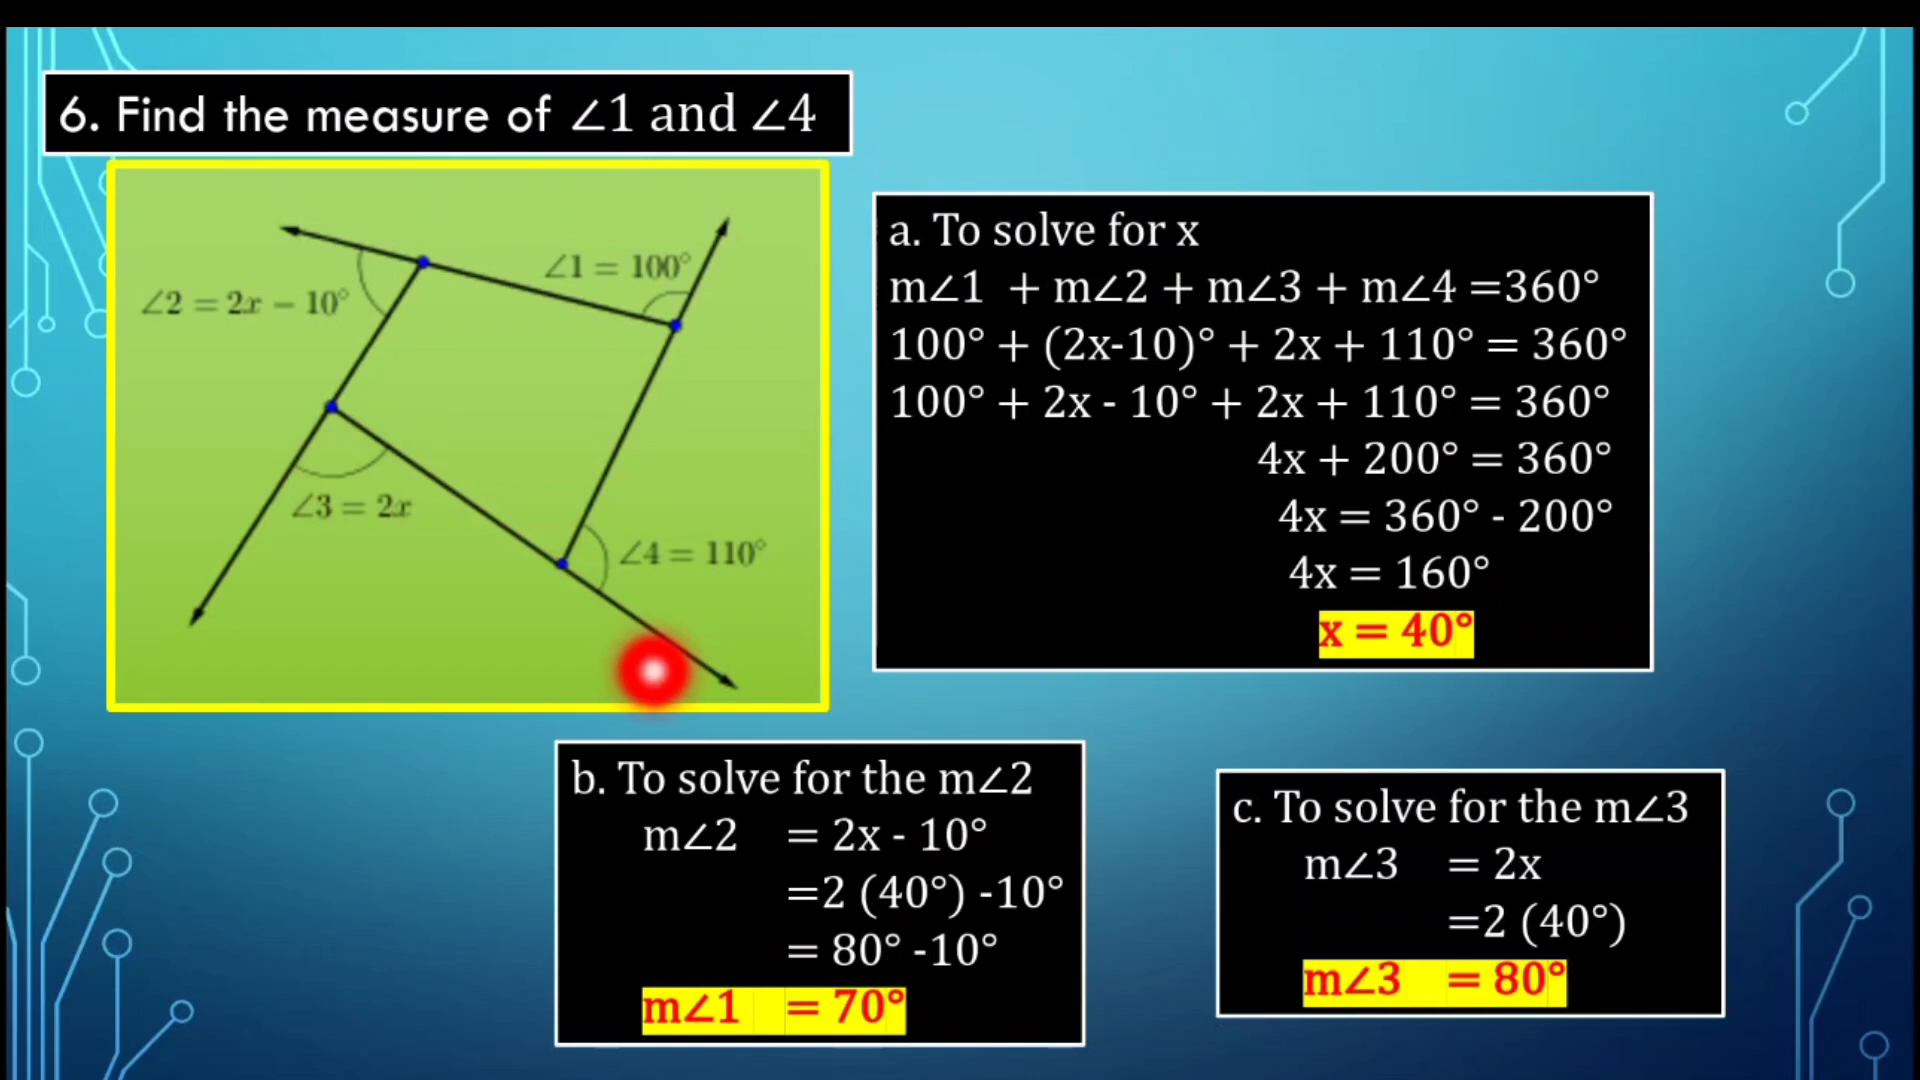 6. Find the measure of ∠1 and ∠4
∠1 = 100°
∠2 = 2x − 10°
∠3 = 2x
∠4 = 110°
a. To solve for x
m∠1 + m∠2 + m∠3 + m∠4 =360°
100° + (2x-10)° + 2x + 110° = 360°
100° + 2x - 10° + 2x + 110° = 360°
4x + 200° = 360°
4x = 360° - 200°
4x = 160°
x = 40°
b. To solve for the m∠2
m∠2 = 2x - 10°
=2 (40°) -10°
= 80° -10°
m∠1 = 70°
c. To solve for the m∠3
m∠3 = 2x
=2 (40°)
m∠3 = 80°